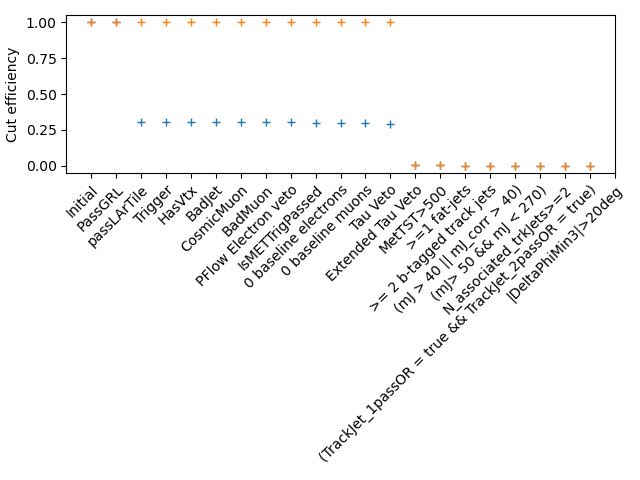 1.00
0.75
0.50
0.25
0.00
Cut efficiency
Initial
PassGRL
passLArTile
Trigger
HasVtx
BadJet
CosmicMuon
BadMuon
PFlow Electron veto
IsMETTrigPassed
0 baseline electrons
0 baseline muons
Tau Veto
Extended Tau Veto
MetTST>500
>=1 fat-jets
>= 2 b-tagged track jets
(mJ > 40 || mJ_corr > 40)
(mJ> 50 && mJ < 270)
N_associated_trkJets>=2
(TrackJet_1passOR = true && TrackJet_2passOR = true)
|DeltaPhiMin3|>20deg